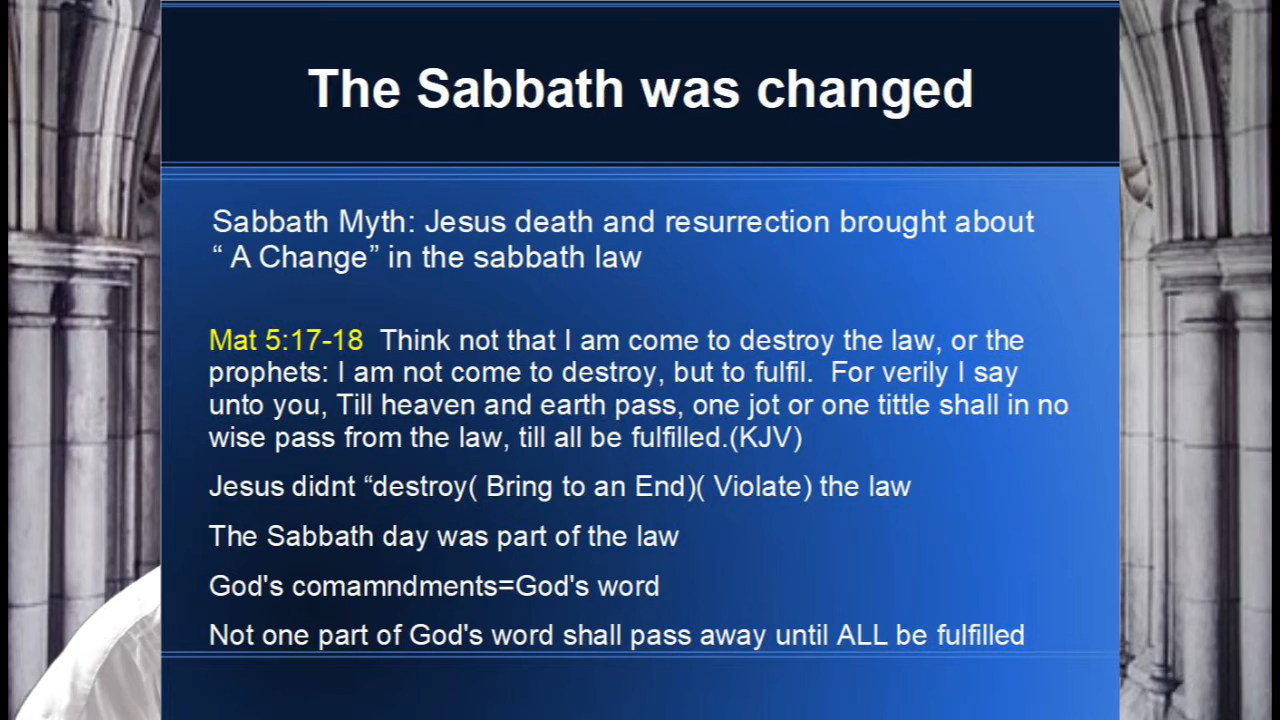 The Sabbath was changed
Sabbath Myth: Jesus death and resurrection brought about
“ A Change” in the sabbath law
Mat 5:17-18 Think not that I am come to destroy the law, or the
prophets: I am not come to destroy, but to fulfil. For verily I say
unto you, Till heaven and earth pass, one jot or one tittle shall in no
wise pass from the law, till all be fulfilled.(KJV)
Jesus didnt “destroy( Bring to an End)( Violate) the law
The Sabbath day was part of the law
God's comamndments=God's word
Not one part of God's word shall pass away until ALL be fulfilled